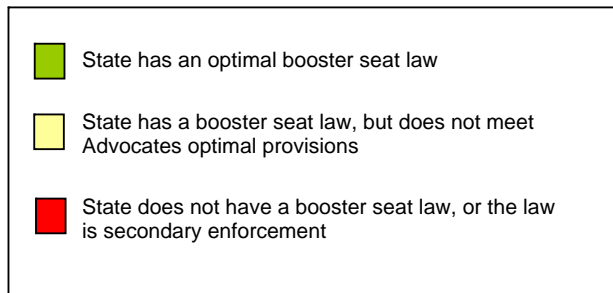 State has an optimal booster seat law
State has a booster seat law, but does not meet
Advocates optimal provisions
State does not have a booster seat law, or the law
is secondary enforcement